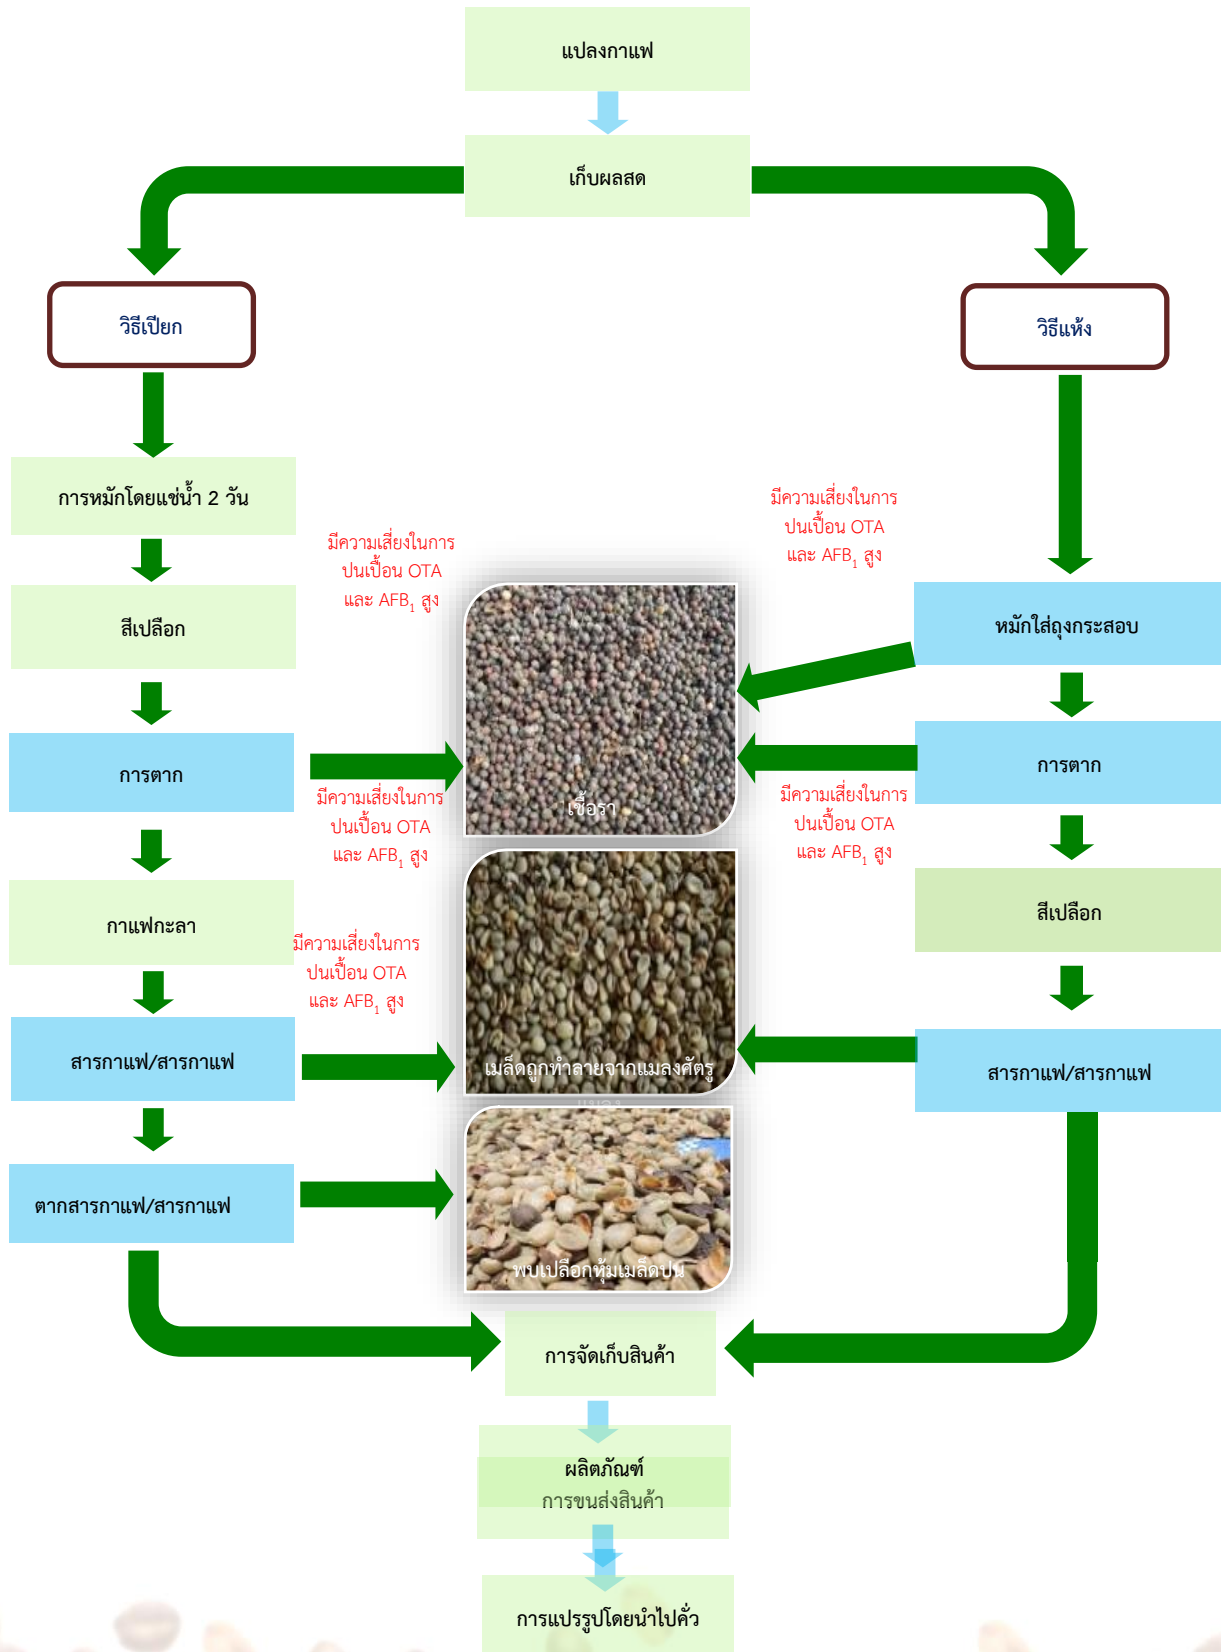 แปลงกาแฟ
เก็บผลสด
วิธีเปียก
วิธีแห้ง
การหมักโดยแช่น้ำ 2 วัน
มีความเสี่ยงในการ
ปนเปื้อน OTA
และ AFB₁ สูง
มีความเสี่ยงในการ
ปนเปื้อน OTA
และ AFB₁ สูง
สีเปลือก
หมักใส่ถุงกระสอบ
การตาก
การตาก
เชื้อรา
มีความเสี่ยงในการ
ปนเปื้อน OTA
และ AFB₁ สูง
มีความเสี่ยงในการ
ปนเปื้อน OTA
และ AFB₁ สูง
กาแฟกะลา
สีเปลือก
มีความเสี่ยงในการ
ปนเปื้อน OTA
และ AFB₁ สูง
สารกาแฟ/สารกาแฟ
เมล็ดถูกทำลายจากแมลงศัตรู
แมลง
สารกาแฟ/สารกาแฟ
ตากสารกาแฟ/สารกาแฟ
พบเปลือกหุ้มเมล็ดปน
การจัดเก็บสินค้า
ผลิตภัณฑ์
การขนส่งสินค้า
การแปรรูปโดยนำไปคั่ว